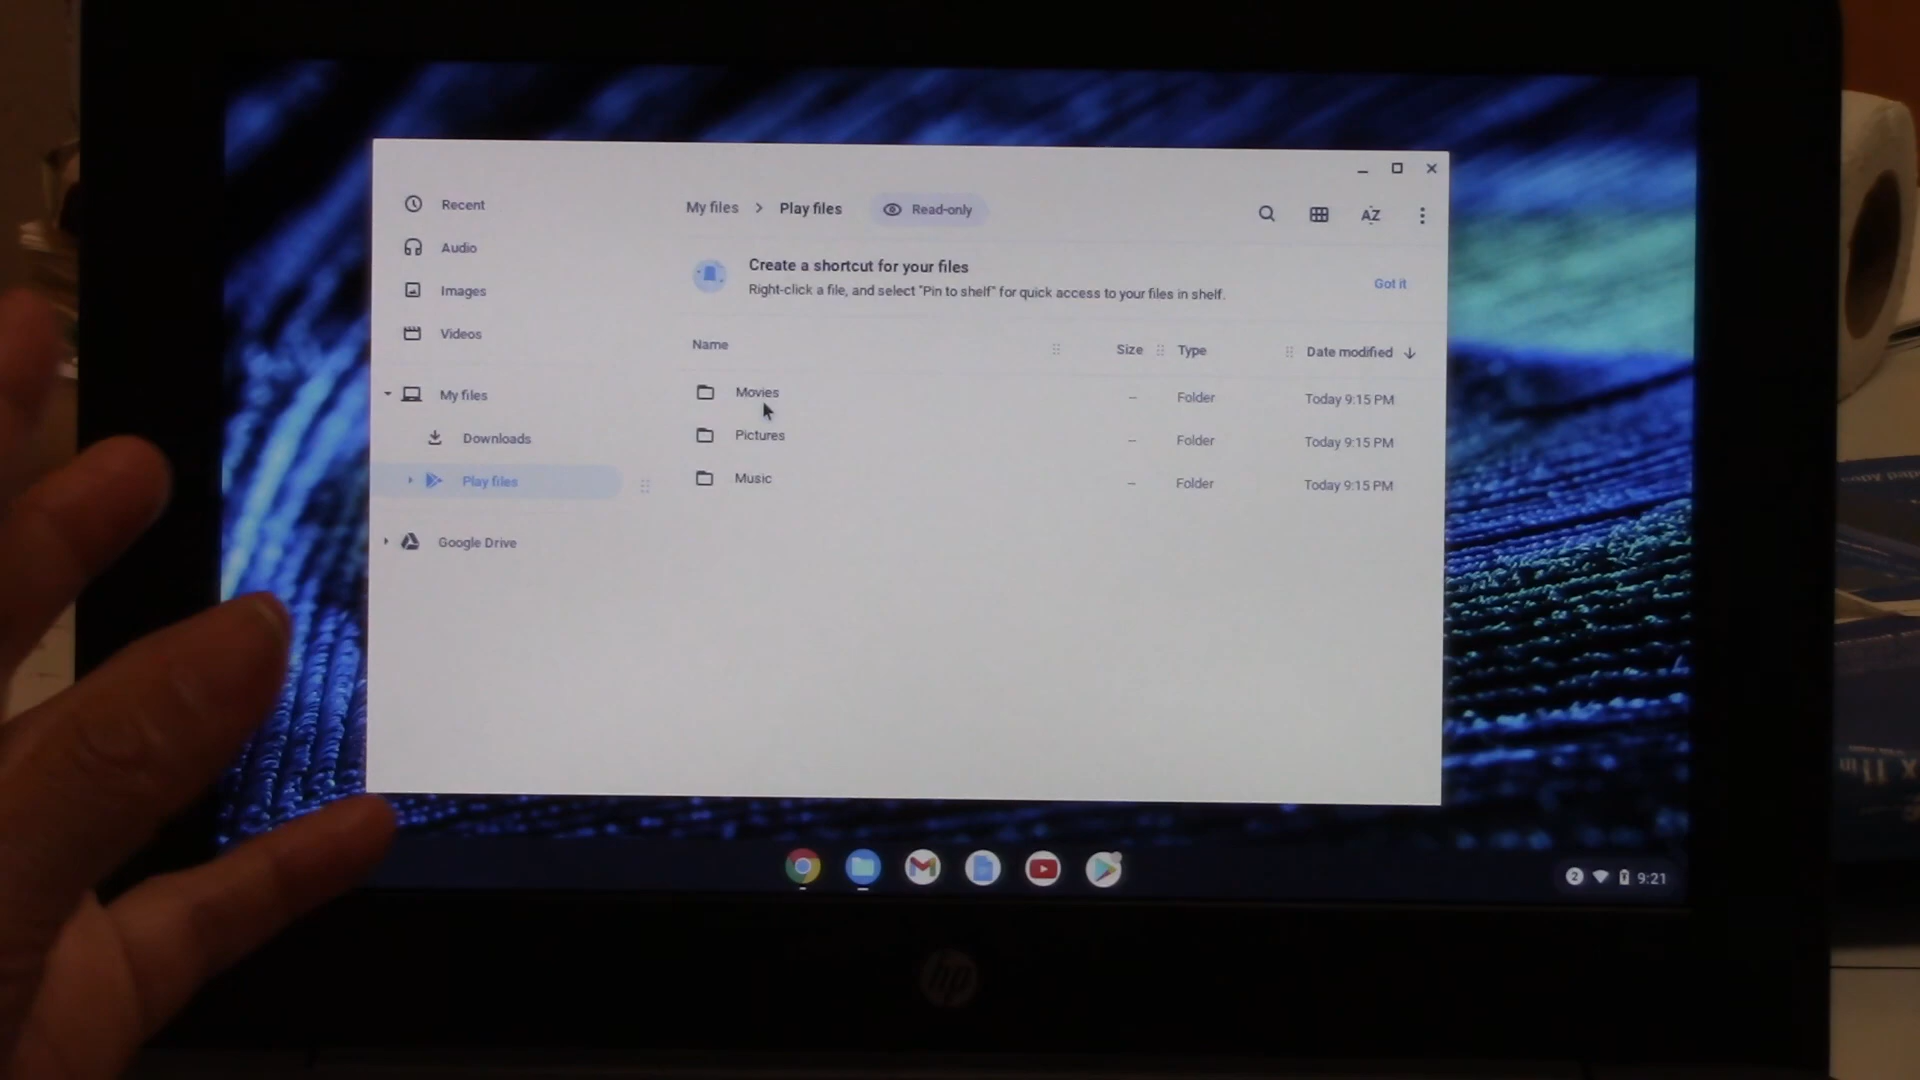 Recent
Audio
Images
Videos
My files
Downloads
Play files
Google Drive
My files > Play files Read-only
AZ
Create a shortcut for your files
Right-click a file, and select "Pin to shelf" for quick access to your files in shelf.
Got it
Name Size Type Date modified
Movies -- Folder Today 9:15 PM
Pictures -- Folder Today 9:15 PM
Music -- Folder Today 9:15 PM
2 9:21
hp